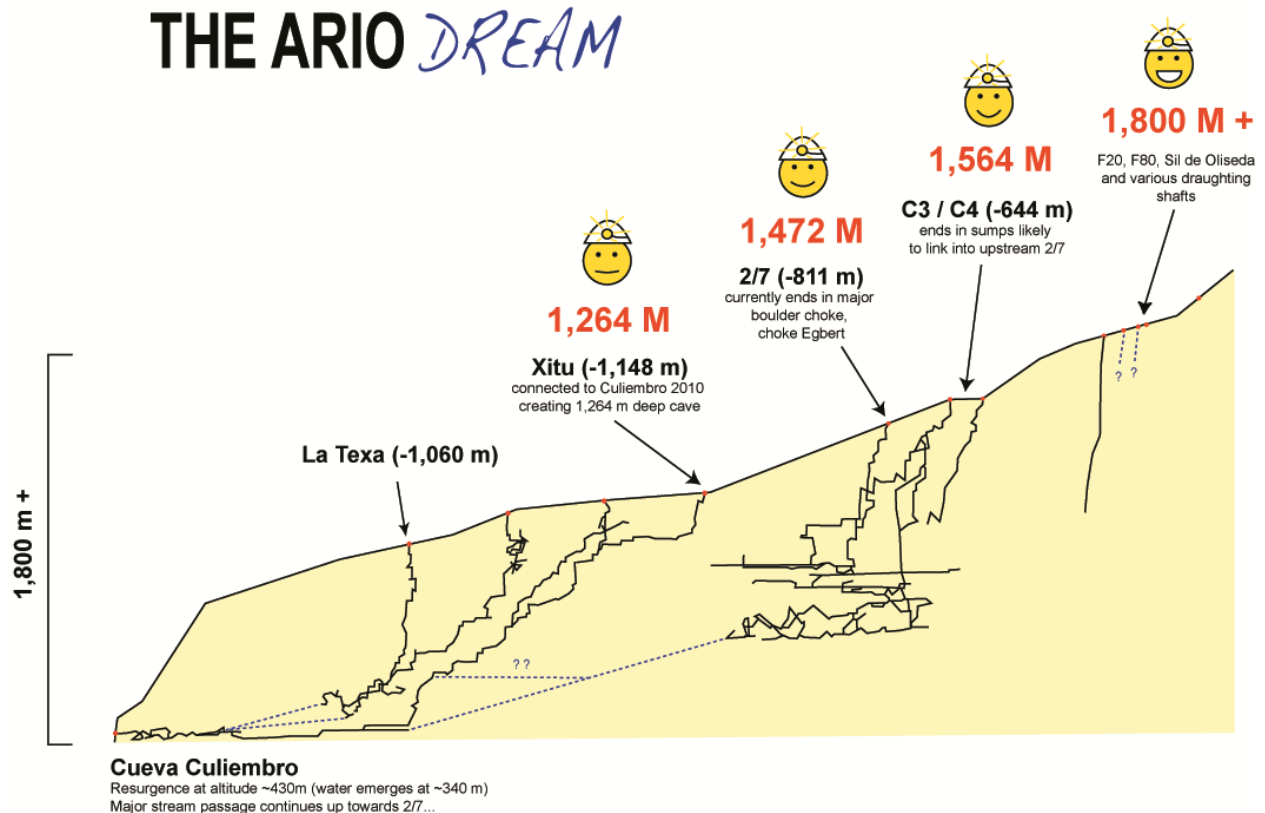 THE ARIO DREAM
1,800 M +
F20, F80, Sil de Oliseda
and various draughting
shafts
1,564 M
C3 / C4 (-644 m)
ends in sumps likely
to link into upstream 2/7
1,472 M
2/7 (-811 m)
currently ends in major
boulder choke,
choke Egbert
1,264 M
Xitu (-1,148 m)
connected to Culiembro 2010
creating 1,264 m deep cave
La Texa (-1,060 m)
? ?
? ?
1,800 m +
Cueva Culiembro
Resurgence at altitude ~430m (water emerges at ~340 m)
Major stream passage continues up towards 2/7...